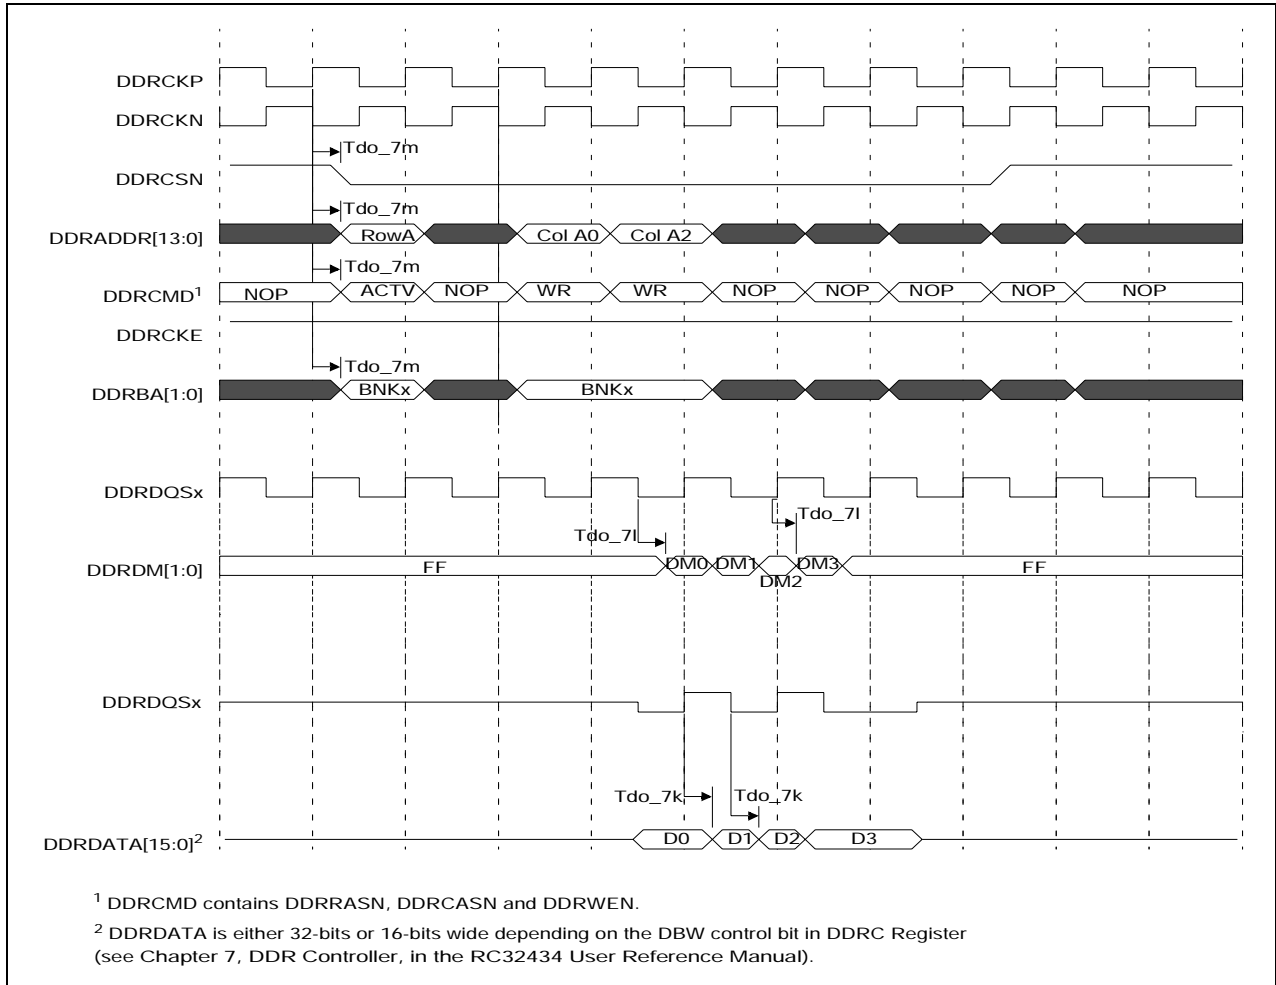 DDRCKP
DDRCKN
Tdo_7m
DDRCSN
Tdo_7m
DDRADDR[13:0] RowA Col A0 Col A2
Tdo_7m
DDRCMD1 NOP ACTV NOP WR WR NOP NOP NOP NOP NOP
DDRCKE
Tdo_7m
DDRBA[1:0] BNKx BNKx
DDRDQSx
Tdo_7l
Tdo_7l
DDRDM[1:0] FF DM0 DM1 DM2 DM3 FF
DDRDQSx
Tdo_7k Tdo_7k
DDRDATA[15:0]2 D0 D1 D2 D3
1 DDRCMD contains DDRRASN, DDRCASN and DDRWEN.
2 DDRDATA is either 32-bits or 16-bits wide depending on the DBW control bit in DDRC Register
(see Chapter 7, DDR Controller, in the RC32434 User Reference Manual).